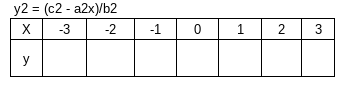 y2 = (c2 - a2x)/b2
X -3 -2 -1 0 1 2 3
y